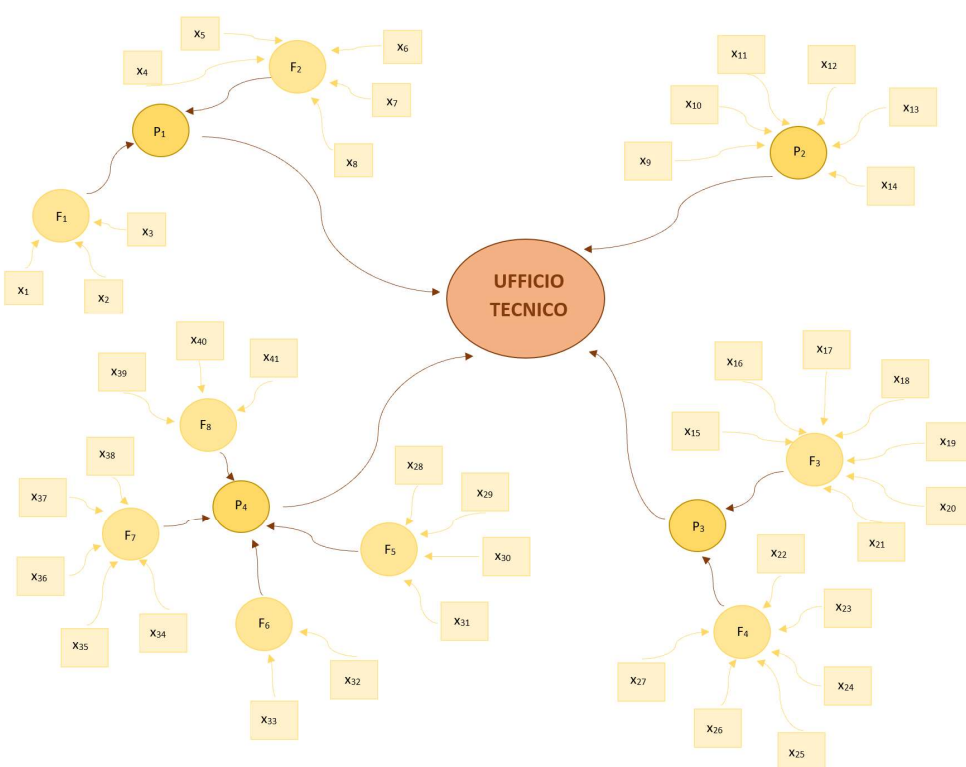 x₅
x₆
F₂
x₄
x₇
P₁
x₈
F₁
x₃
x₁
x₂
x₁₁
x₁₂
x₁₀
x₁₃
x₉
P₂
x₁₄
UFFICIO
TECNICO
x₄₀
x₄₁
x₃₉
F₈
x₃₈
x₃₇
P₄
F₇
x₃₆
x₃₅
x₃₄
x₂₈
x₂₉
F₅
x₃₀
x₃₁
F₆
x₃₂
x₃₃
x₁₇
x₁₆
x₁₈
x₁₅
x₁₉
F₃
x₂₀
x₂₁
P₃
x₂₂
x₂₃
F₄
x₂₇
x₂₄
x₂₆
x₂₅